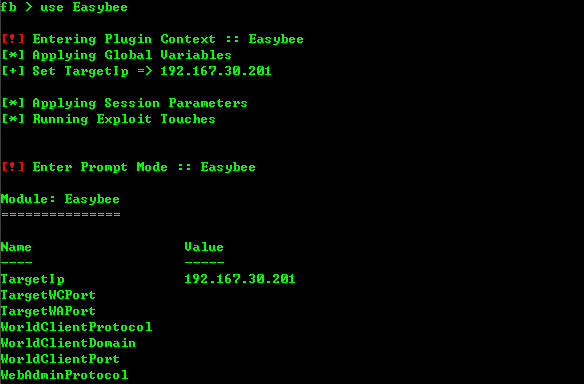 fb > use Easybee
[!] Entering Plugin Context :: Easybee
[*] Applying Global Variables
[+] Set TargetIp => 192.167.30.201
[*] Applying Session Parameters
[*] Running Exploit Touches
[!] Enter Prompt Mode :: Easybee
Module: Easybee
===============
Name Value
---- -----
TargetIp 192.167.30.201
TargetWCPort
TargetWAPort
WorldClientProtocol
WorldClientDomain
WorldClientPort
WebAdminProtocol